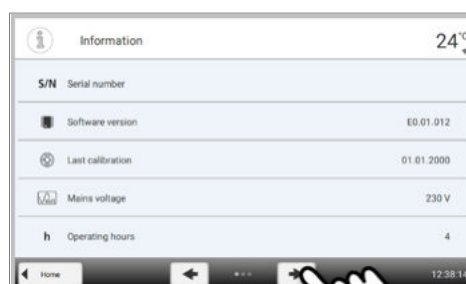 Information 24°C
S/N Serial number
Software version E0.01.012
Last calibration 01.01.2000
Mains voltage 230 V
h Operating hours 4
Home 12:38:14